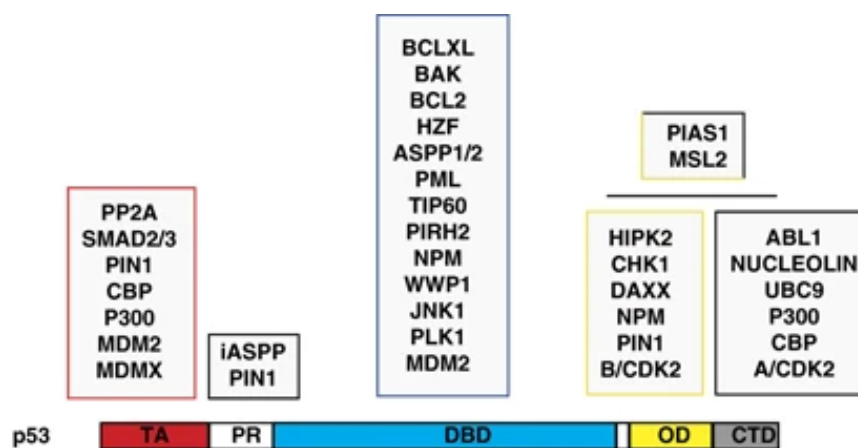 BCLXL
BAK
BCL2
HZF
ASPP1/2
PML
TIP60
PIRH2
NPM
WWP1
JNK1
PLK1
MDM2
PIAS1
MSL2
PP2A
SMAD2/3
PIN1
CBP
P300
MDM2
MDMX
iASPP
PIN1
HIPK2
CHK1
DAXX
NPM
PIN1
B/CDK2
ABL1
NUCLEOLIN
UBC9
P300
CBP
A/CDK2
p53 TA PR DBD OD CTD